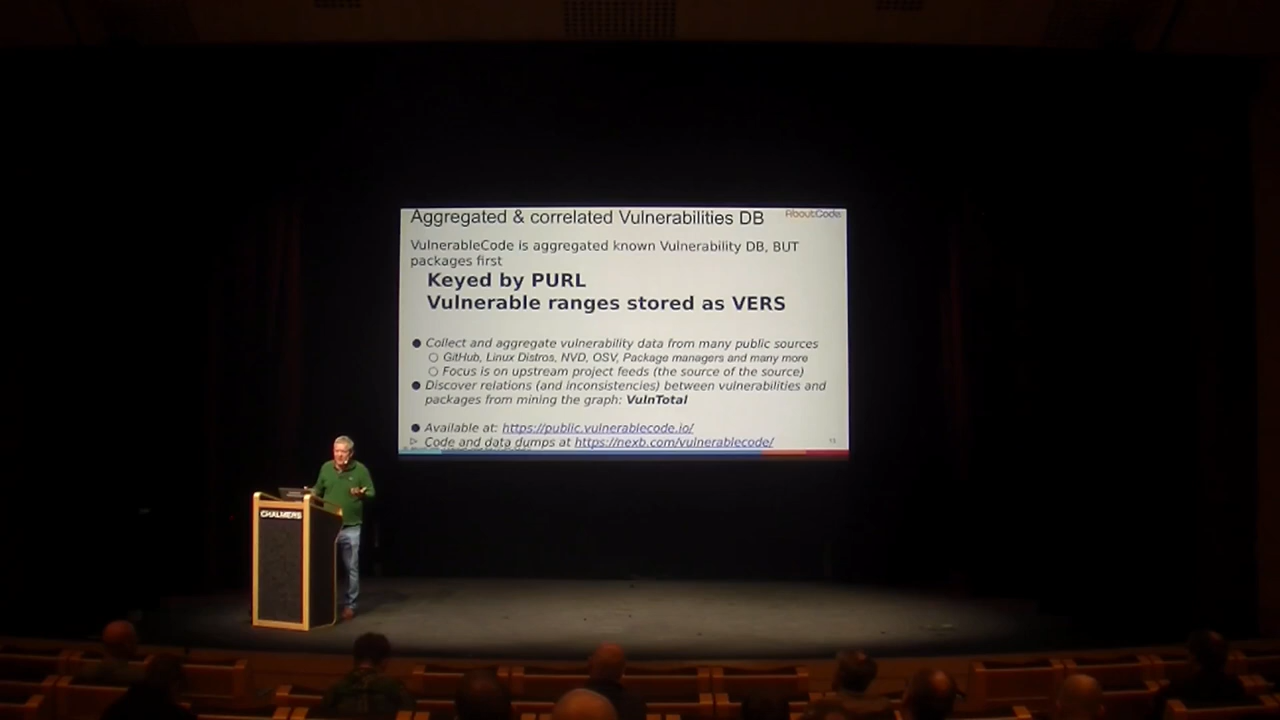 Aggregated & correlated Vulnerabilities DB
AboutCode
VulnerableCode is aggregated known Vulnerability DB, BUT
packages first
Keyed by PURL
Vulnerable ranges stored as VERS
● Collect and aggregate vulnerability data from many public sources
○ GitHub, Linux Distros, NVD, OSV, Package managers and many more
○ Focus is on upstream project feeds (the source of the source)
● Discover relations (and inconsistencies) between vulnerabilities and
packages from mining the graph: VulnTotal
● Available at: https://public.vulnerablecode.io/
▷ Code and data dumps at https://nexb.com/vulnerablecode/
13
CHALMERS